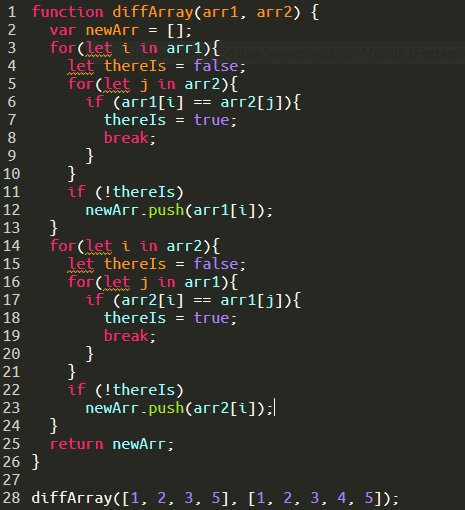 1 function diffArray(arr1, arr2) {
2   var newArr = [];
3   for(let i in arr1){
4     let thereIs = false;
5     for(let j in arr2){
6       if (arr1[i] == arr2[j]){
7         thereIs = true;
8         break;
9       }
10     }
11     if (!thereIs)
12       newArr.push(arr1[i]);
13   }
14   for(let i in arr2){
15     let thereIs = false;
16     for(let j in arr1){
17       if (arr2[i] == arr1[j]){
18         thereIs = true;
19         break;
20       }
21     }
22     if (!thereIs)
23       newArr.push(arr2[i]);
24   }
25   return newArr;
26 }
27
28 diffArray([1, 2, 3, 5], [1, 2, 3, 4, 5]);